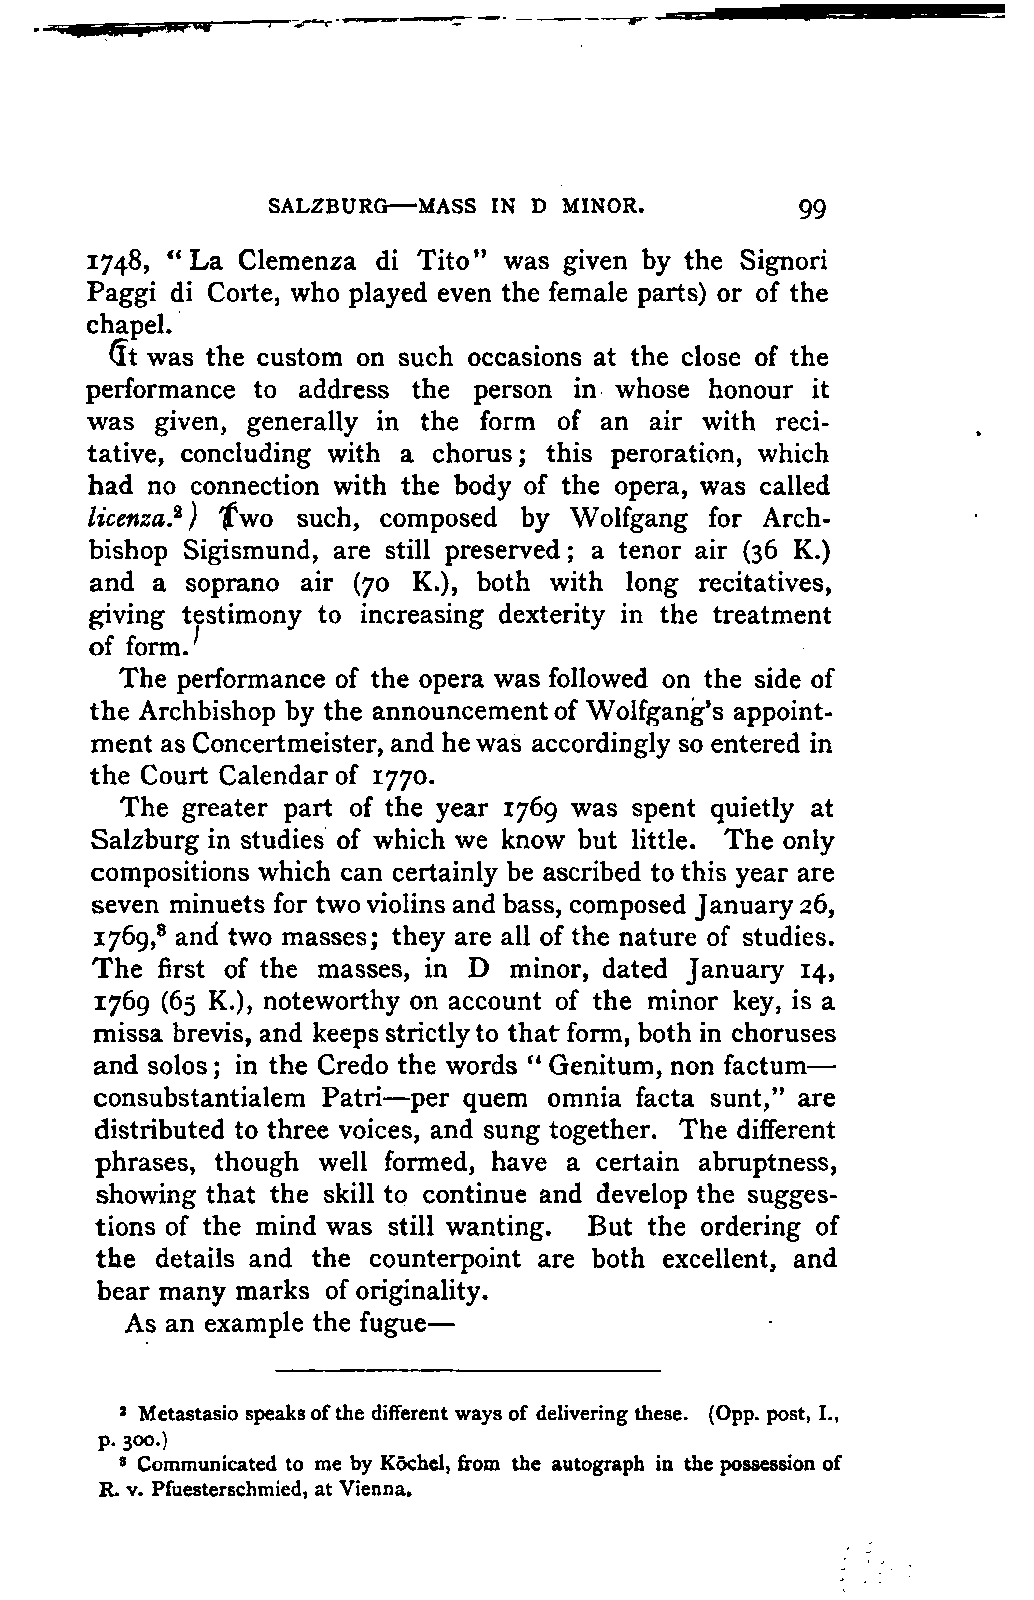 SALZBURG—MASS IN D MINOR. 99
1748, “La Clemenza di Tito” was given by the Signori
Paggi di Corte, who played even the female parts) or of the
chapel.
It was the custom on such occasions at the close of the
performance to address the person in whose honour it
was given, generally in the form of an air with reci-
tative, concluding with a chorus; this peroration, which
had no connection with the body of the opera, was called
licenza.²) Two such, composed by Wolfgang for Arch-
bishop Sigismund, are still preserved; a tenor air (36 K.)
and a soprano air (70 K.), both with long recitatives,
giving testimony to increasing dexterity in the treatment
of form.
The performance of the opera was followed on the side of
the Archbishop by the announcement of Wolfgang’s appoint-
ment as Concertmeister, and he was accordingly so entered in
the Court Calendar of 1770.
The greater part of the year 1769 was spent quietly at
Salzburg in studies of which we know but little. The only
compositions which can certainly be ascribed to this year are
seven minuets for two violins and bass, composed January 26,
1769,³ and two masses; they are all of the nature of studies.
The first of the masses, in D minor, dated January 14,
1769 (65 K.), noteworthy on account of the minor key, is a
missa brevis, and keeps strictly to that form, both in choruses
and solos; in the Credo the words “Genitum, non factum—
consubstantialem Patri—per quem omnia facta sunt,” are
distributed to three voices, and sung together. The different
phrases, though well formed, have a certain abruptness,
showing that the skill to continue and develop the sugges-
tions of the mind was still wanting. But the ordering of
the details and the counterpoint are both excellent, and
bear many marks of originality.
As an example the fugue—
² Metastasio speaks of the different ways of delivering these. (Opp. post, I.,
p. 300.)
³ Communicated to me by Köchel, from the autograph in the possession of
R. v. Pfuesterschmied, at Vienna.